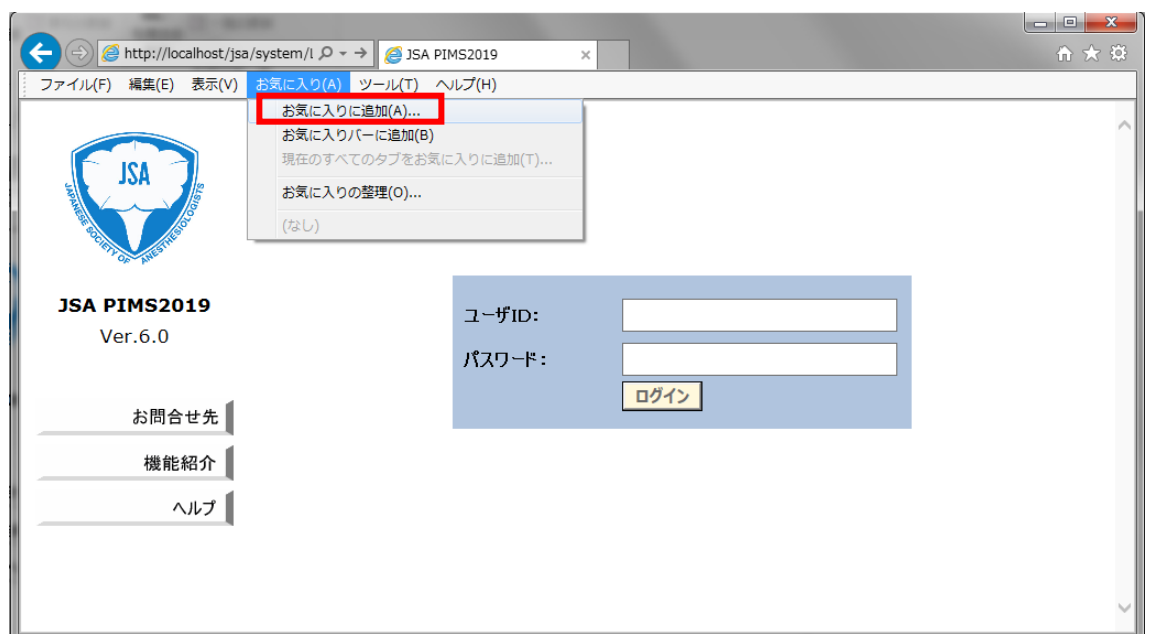 http://localhost/jsa/system/l
JSA PIMS2019
ファイル(F) 編集(E) 表示(V) お気に入り(A) ツール(T) ヘルプ(H)
お気に入りに追加(A)...
お気に入りバーに追加(B)
現在のすべてのタブをお気に入りに追加(T)...
お気に入りの整理(O)...
(なし)
JSA
JAPANESE SOCIETY OF ANESTHESIOLOGISTS
JSA PIMS2019
Ver.6.0
お問合せ先
機能紹介
ヘルプ
ユーザID:
パスワード:
ログイン